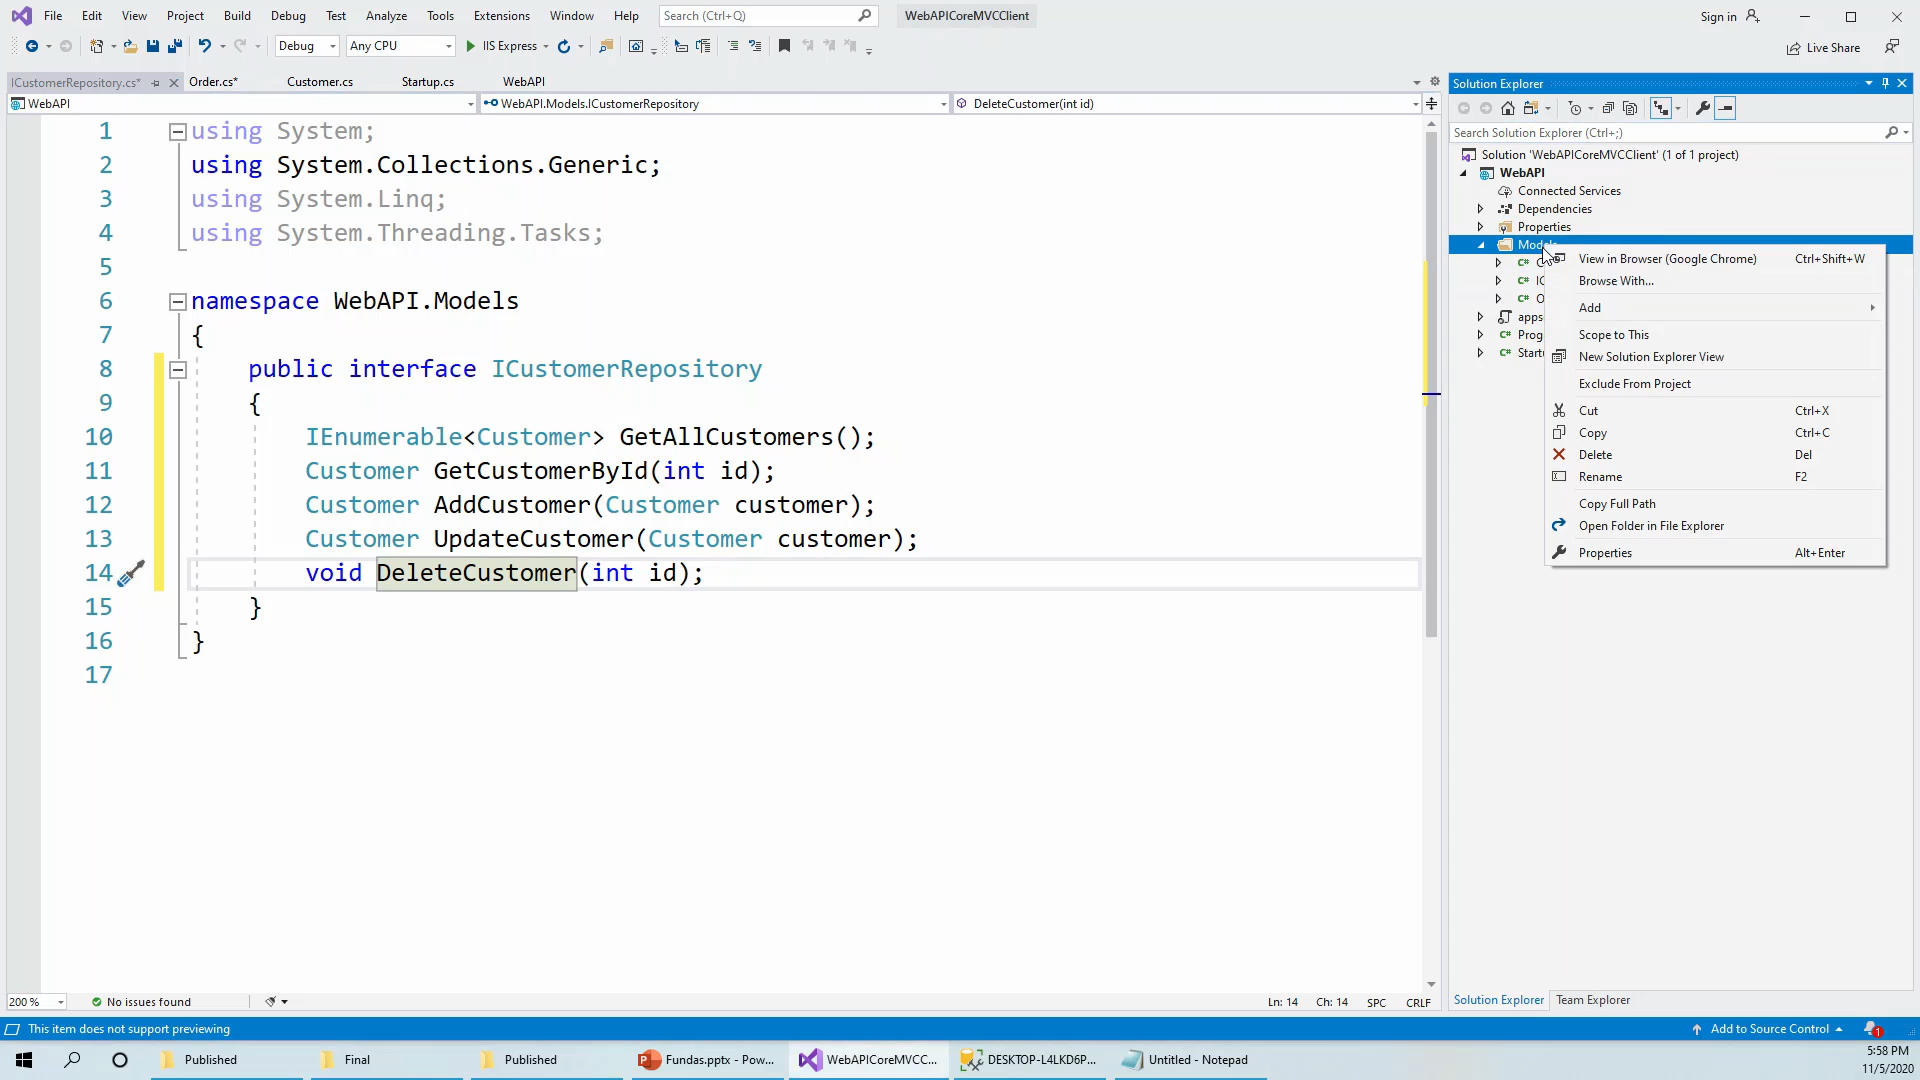 File Edit View Project Build Debug Test Analyze Tools Extensions Window Help Search (Ctrl+Q) WebAPICoreMVCClient Sign in
Debug Any CPU IIS Express Live Share
ICustomerRepository.cs* Order.cs* Customer.cs Startup.cs WebAPI
WebAPI WebAPI.Models.ICustomerRepository DeleteCustomer(int id)
1 using System;
2 using System.Collections.Generic;
3 using System.Linq;
4 using System.Threading.Tasks;
5
6 namespace WebAPI.Models
7 {
8 public interface ICustomerRepository
9 {
10 IEnumerable<Customer> GetAllCustomers();
11 Customer GetCustomerById(int id);
12 Customer AddCustomer(Customer customer);
13 Customer UpdateCustomer(Customer customer);
14 void DeleteCustomer(int id);
15 }
16 }
17
200 % No issues found Ln: 14 Ch: 14 SPC CRLF
Solution Explorer
Search Solution Explorer (Ctrl+;)
Solution 'WebAPICoreMVCClient' (1 of 1 project)
WebAPI
Connected Services
Dependencies
Properties
C#
C#
C# O
apps
C# Prog
C# Start
View in Browser (Google Chrome) Ctrl+Shift+W
Browse With...
Add
Scope to This
New Solution Explorer View
Exclude From Project
Cut Ctrl+X
Copy Ctrl+C
Delete Del
Rename F2
Copy Full Path
Open Folder in File Explorer
Properties Alt+Enter
Solution Explorer Team Explorer
This item does not support previewing Add to Source Control 1
Published Final Published Fundas.pptx - Pow... WebAPICoreMVCC... DESKTOP-L4LKD6P... Untitled - Notepad
5:58 PM
11/5/2020